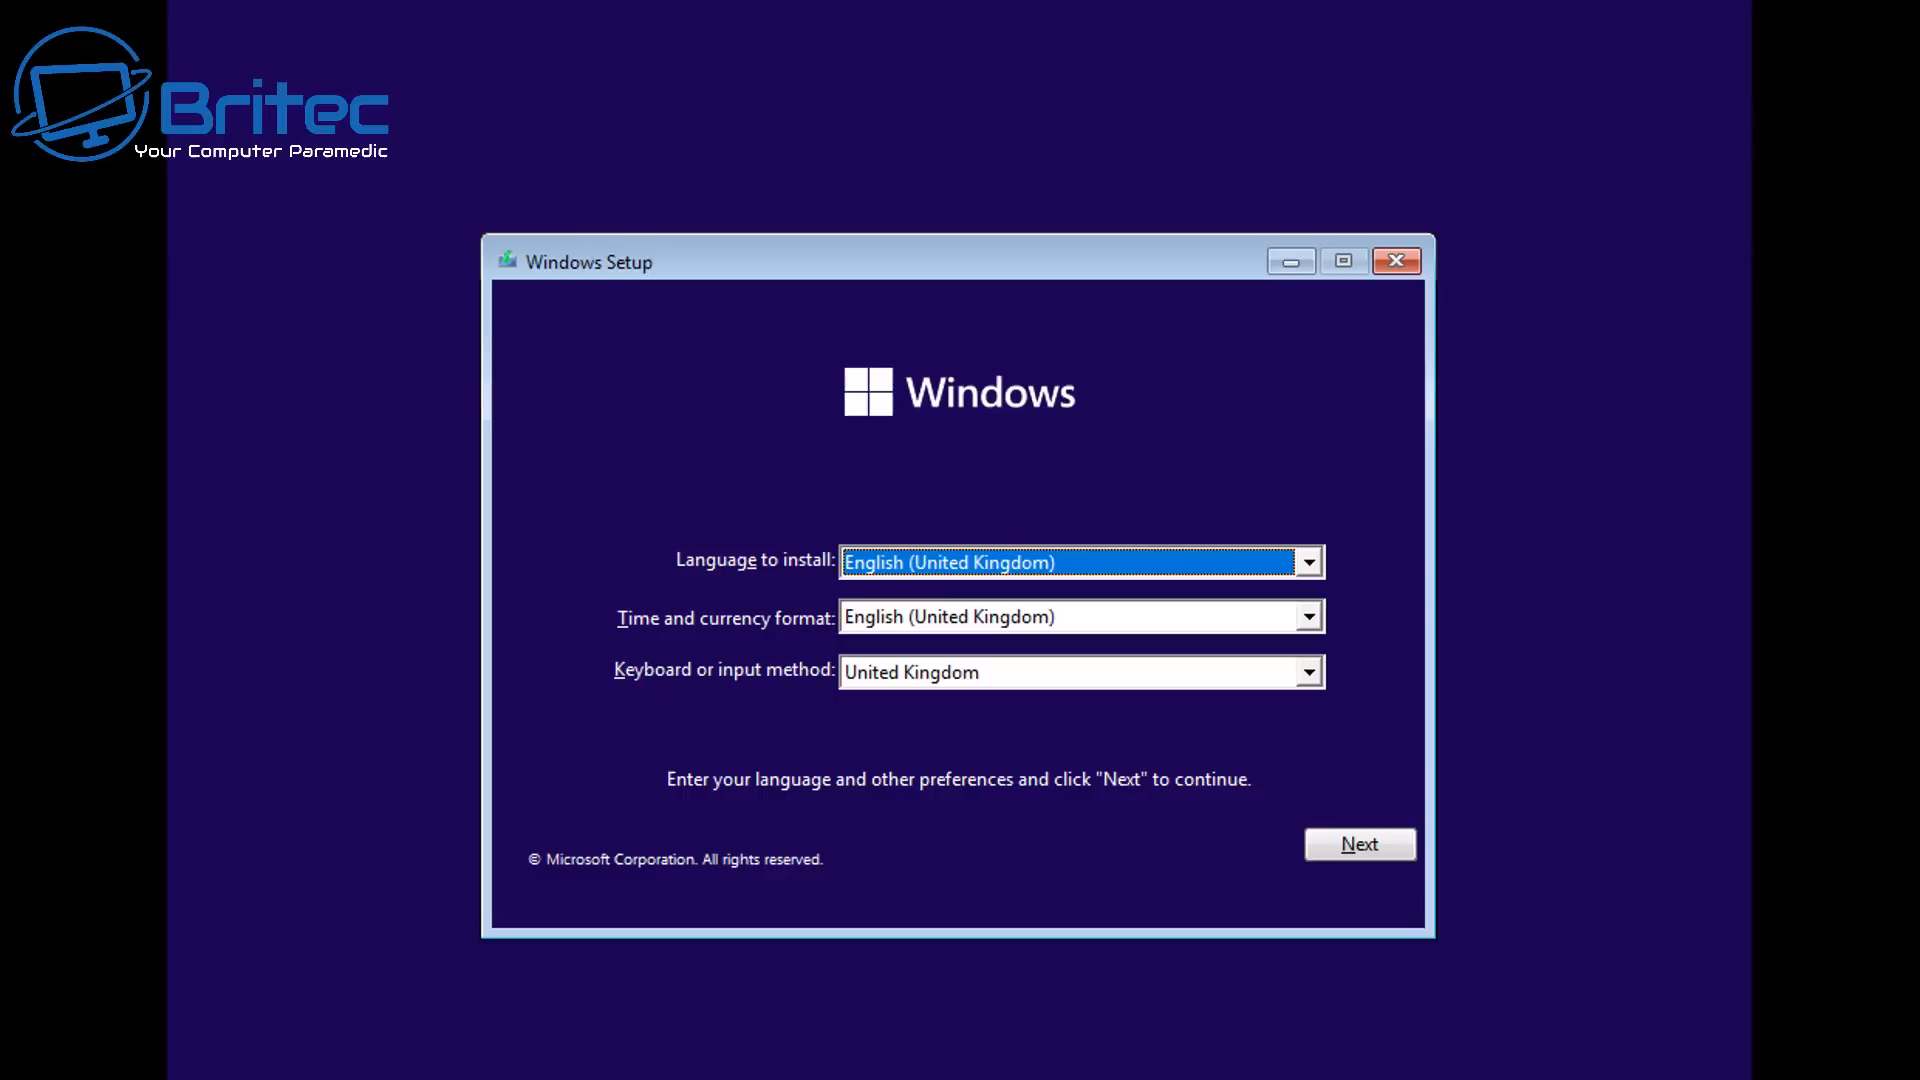 Britec
Your Computer Paramedic
Windows Setup
Windows
Language to install: English (United Kingdom)
Time and currency format: English (United Kingdom)
Keyboard or input method: United Kingdom
Enter your language and other preferences and click "Next" to continue.
Next
© Microsoft Corporation. All rights reserved.